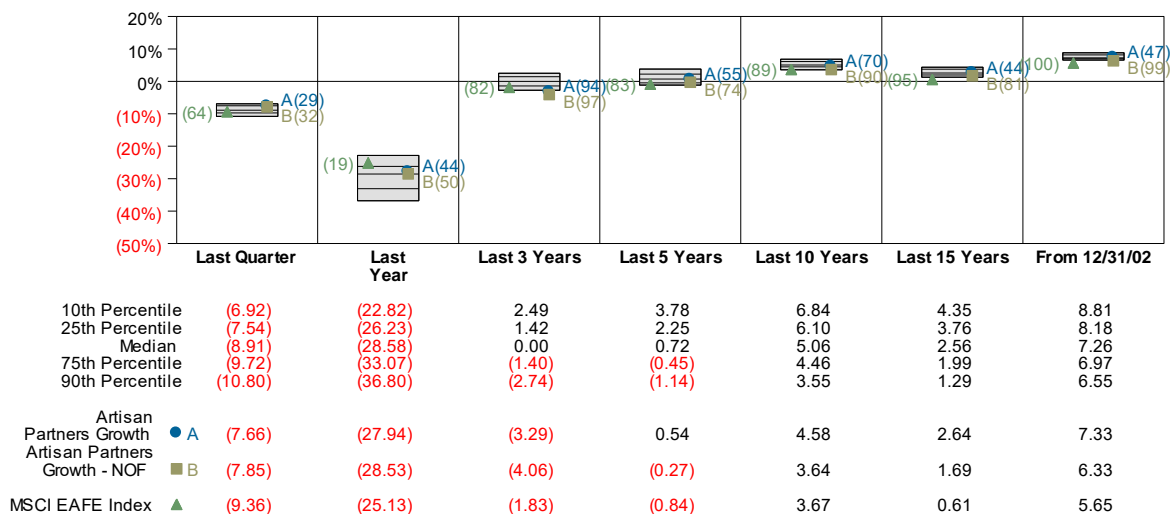 20%
10%
0%
(10%)
(20%)
(30%)
(40%)
(50%)
(64) A(29) B(32)
(19) A(44) B(50)
(82) A(94) B(97)
(83) A(55) B(74)
(89) A(70) B(90)
(95) A(44) B(81)
(100) A(47) B(99)
Last Quarter Last Year Last 3 Years Last 5 Years Last 10 Years Last 15 Years From 12/31/02
10th Percentile (6.92) (22.82) 2.49 3.78 6.84 4.35 8.81
25th Percentile (7.54) (26.23) 1.42 2.25 6.10 3.76 8.18
Median (8.91) (28.58) 0.00 0.72 5.06 2.56 7.26
75th Percentile (9.72) (33.07) (1.40) (0.45) 4.46 1.99 6.97
90th Percentile (10.80) (36.80) (2.74) (1.14) 3.55 1.29 6.55
Artisan
Partners Growth A (7.66) (27.94) (3.29) 0.54 4.58 2.64 7.33
Artisan Partners
Growth - NOF B (7.85) (28.53) (4.06) (0.27) 3.64 1.69 6.33
MSCI EAFE Index (9.36) (25.13) (1.83) (0.84) 3.67 0.61 5.65